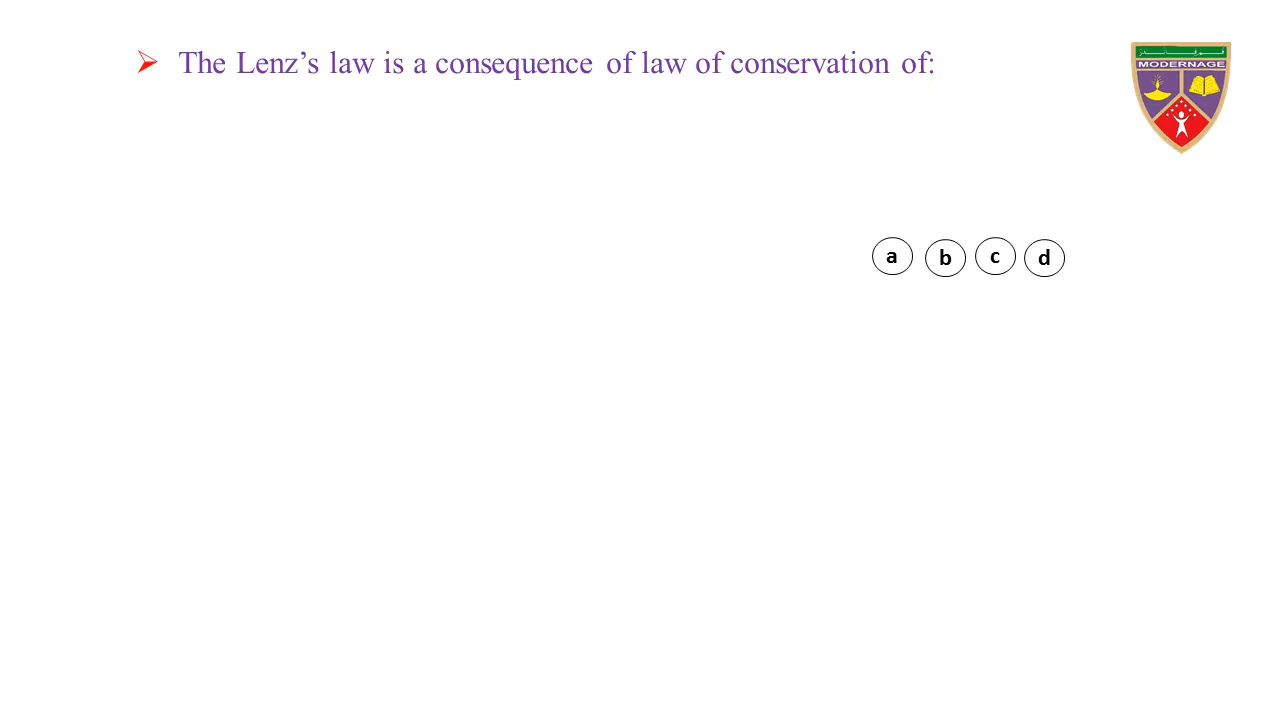 The Lenz’s law is a consequence of law of conservation of:
MODERNAGE
a b c d